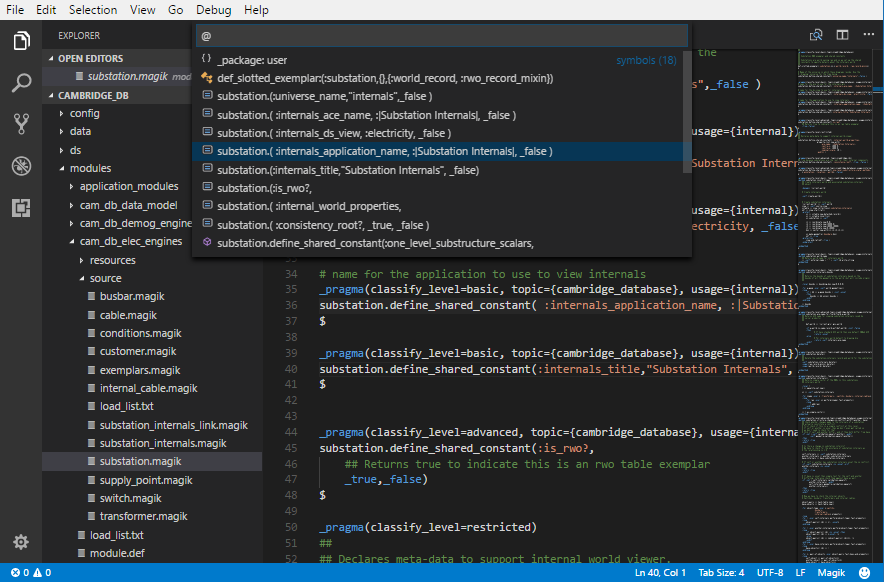 File Edit Selection View Go Debug Help
EXPLORER
OPEN EDITORS
substation.magik mod
CAMBRIDGE_DB
config
data
ds
modules
application_modules
cam_db_data_model
cam_db_demog_engine
cam_db_elec_engines
resources
source
busbar.magik
cable.magik
conditions.magik
customer.magik
exemplars.magik
internal_cable.magik
load_list.txt
substation_internals_link.magik
substation_internals.magik
substation.magik
supply_point.magik
switch.magik
transformer.magik
load_list.txt
module.def
@
{ } _package: user symbols (18)
def_slotted_exemplar:(:substation,{},{:world_record, :rwo_record_mixin})
substation.(:universe_name,"internals",_false )
substation.( :internals_ace_name, :|Substation Internals|, _false )
substation.( :internals_ds_view, :electricity, _false )
substation.( :internals_application_name, :|Substation Internals|, _false )
substation.(:internals_title,"Substation Internals", _false)
substation.(:is_rwo?,
substation.( :internal_world_properties,
substation.( :consistency_root?, _true, _false )
substation.define_shared_constant(:one_level_substructure_scalars,
the
s",_false )
usage={internal})
Substation Intern
usage={internal})
ectricity, _false
34 # name for the application to use to view internals
35 _pragma(classify_level=basic, topic={cambridge_database}, usage={internal})
36 substation.define_shared_constant( :internals_application_name, :|Substatio
37 $
38
39 _pragma(classify_level=basic, topic={cambridge_database}, usage={internal})
40 substation.define_shared_constant(:internals_title,"Substation Internals",
41 $
42
43
44 _pragma(classify_level=advanced, topic={cambridge_database}, usage={interna
45 substation.define_shared_constant(:is_rwo?,
46 ## Returns true to indicate this is an rwo table exemplar
47 _true,_false)
48 $
49
50 _pragma(classify_level=restricted)
51 ##
52 ## Declares meta-data to support internal world viewer.
0 0 Ln 40, Col 1 Tab Size: 4 UTF-8 LF Magik